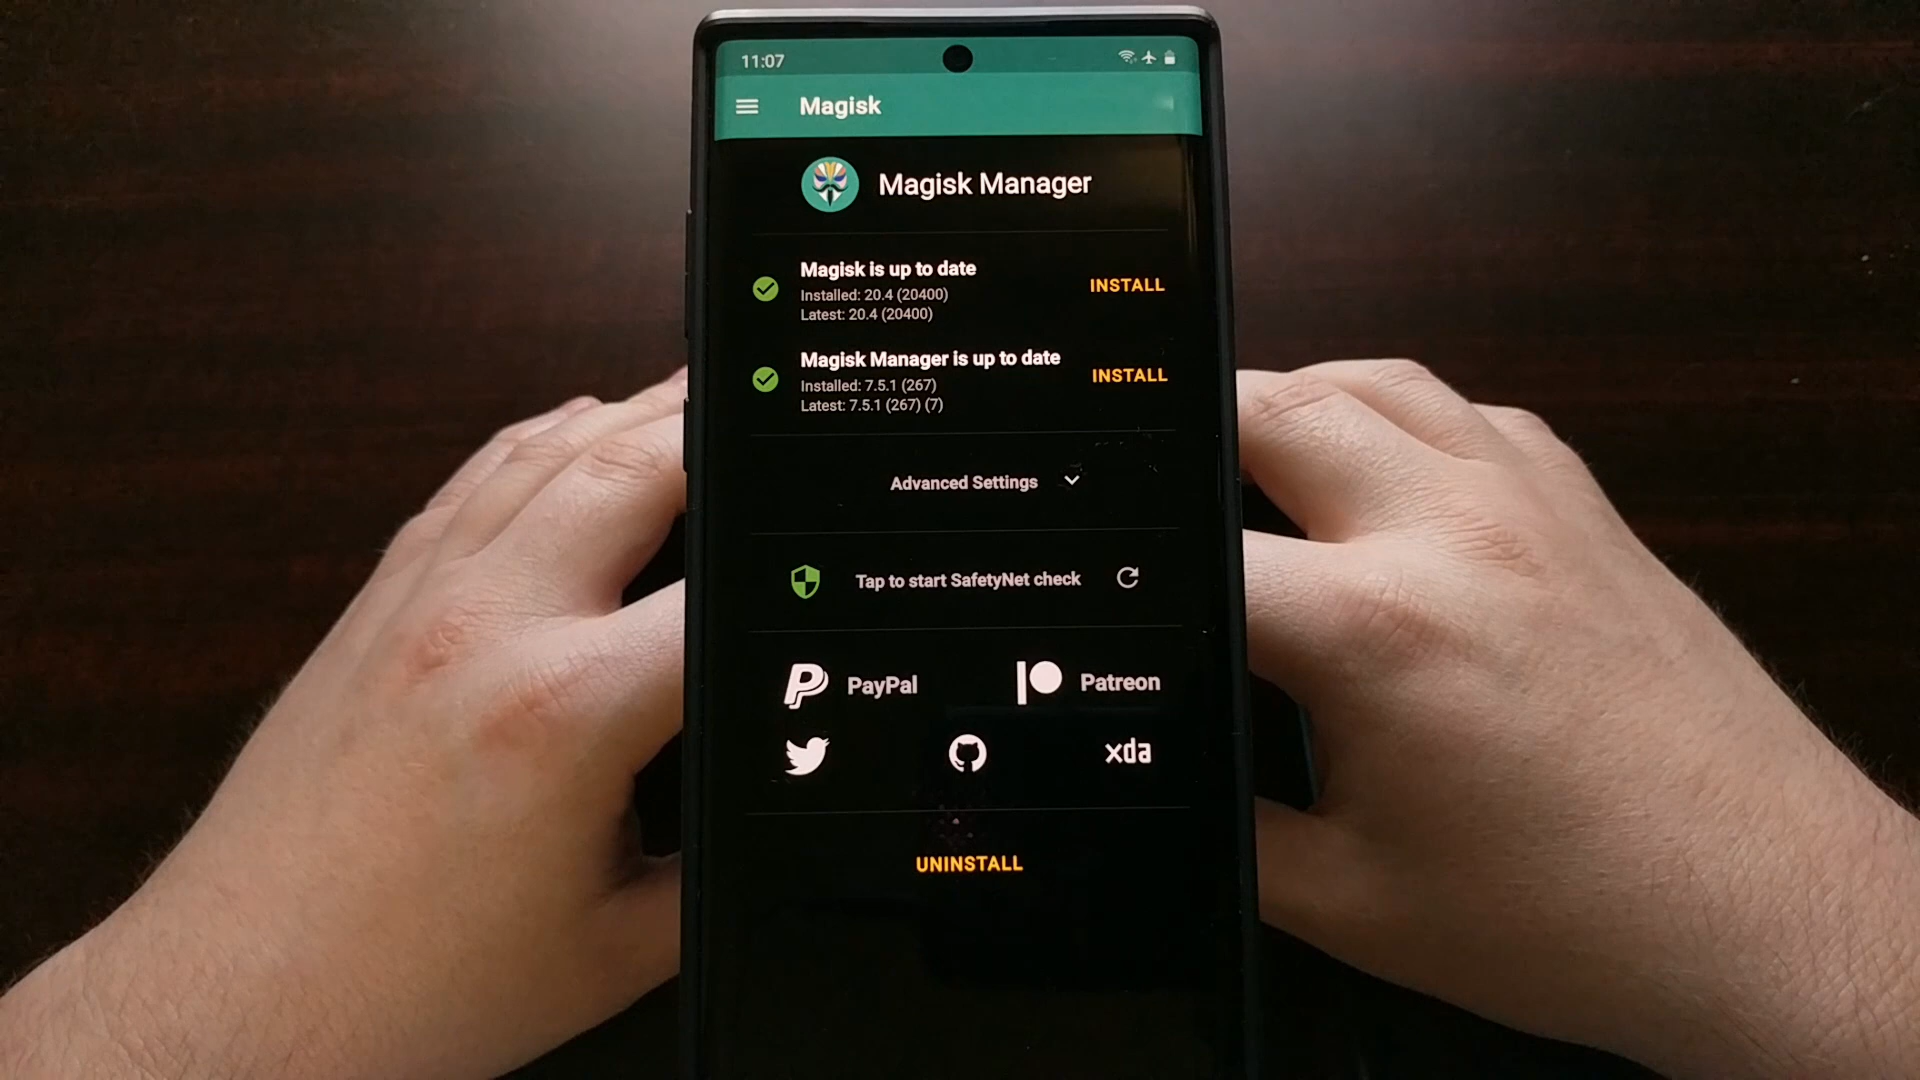 11:07
Magisk
Magisk Manager
Magisk is up to date
INSTALL
Installed: 20.4 (20400)
Latest: 20.4 (20400)
Magisk Manager is up to date
INSTALL
Installed: 7.5.1 (267)
Latest: 7.5.1 (267) (7)
Advanced Settings
Tap to start SafetyNet check
PayPal
Patreon
xda
UNINSTALL